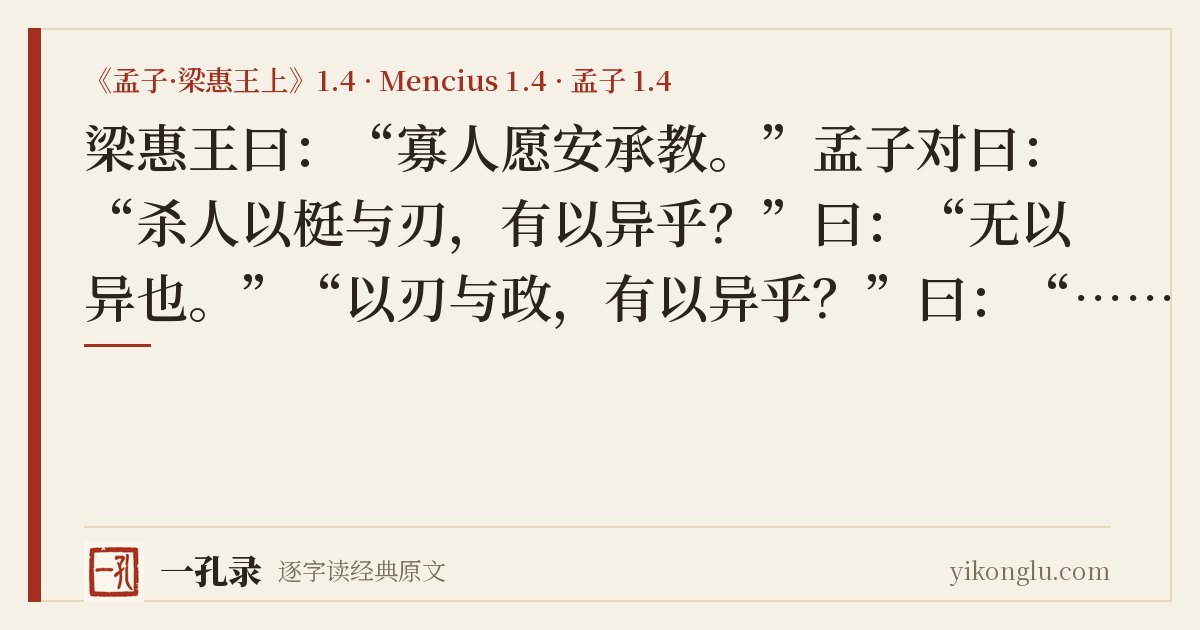 《孟子·梁惠王上》1.4 · Mencius 1.4 · 孟子 1.4
梁惠王曰：“寡人愿安承教。”孟子对曰：
“杀人以梃与刃，有以异乎？”曰：“无以
异也。”“以刃与政，有以异乎？”曰：“……
一孔
一孔录 逐字读经典原文
yikonglu.com